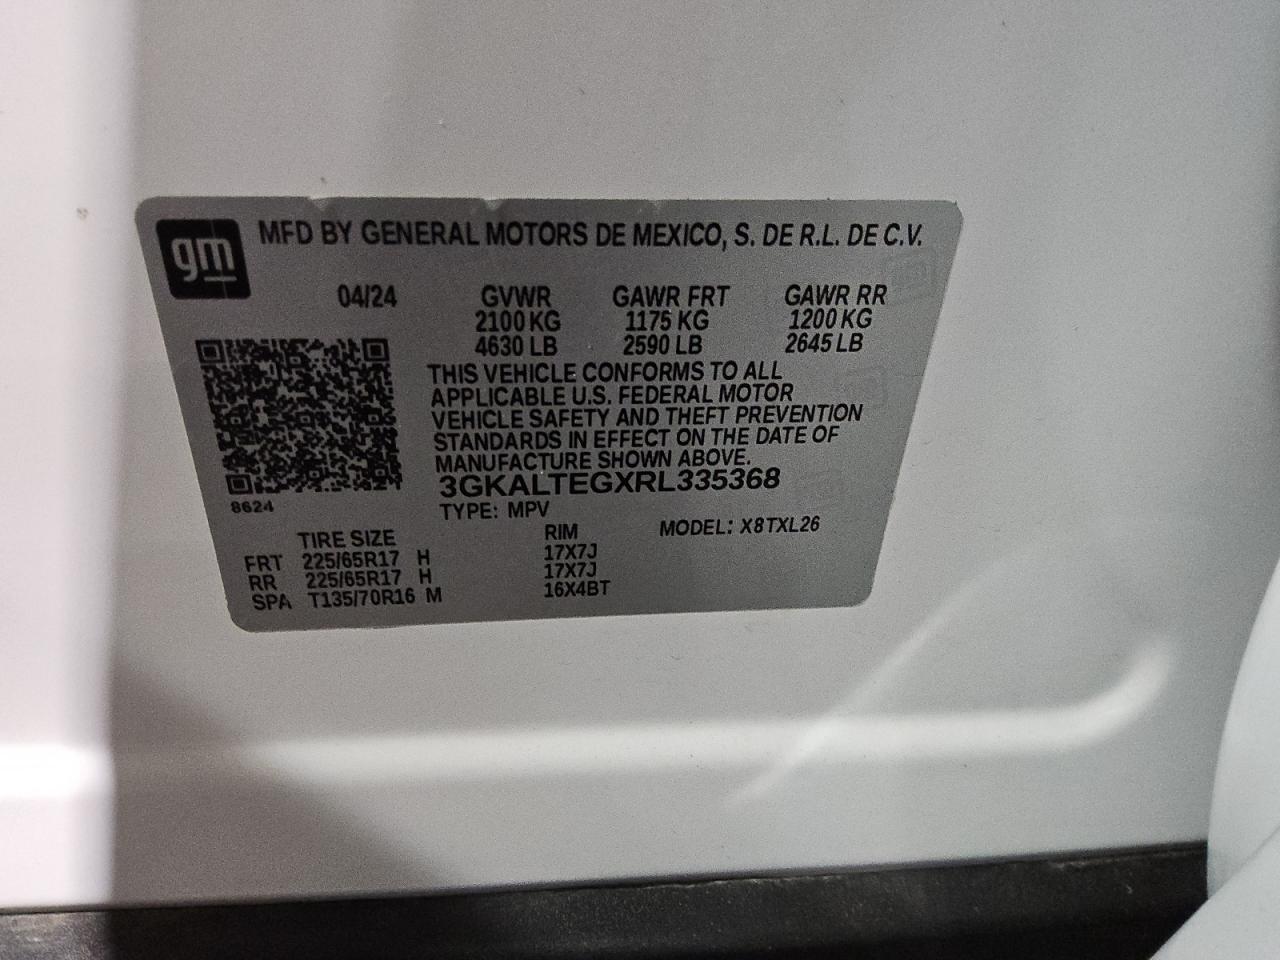 gm
MFD BY GENERAL MOTORS DE MEXICO, S. DE R.L. DE C.V.
04/24 GVWR GAWR FRT GAWR RR
2100 KG 1175 KG 1200 KG
4630 LB 2590 LB 2645 LB
THIS VEHICLE CONFORMS TO ALL
APPLICABLE U.S. FEDERAL MOTOR
VEHICLE SAFETY AND THEFT PREVENTION
STANDARDS IN EFFECT ON THE DATE OF
MANUFACTURE SHOWN ABOVE.
3GKALTEGXRL335368
8624
TYPE: MPV MODEL: X8TXL26
TIRE SIZE RIM
FRT 225/65R17 H 17X7J
RR 225/65R17 H 17X7J
SPA T135/70R16 M 16X4BT